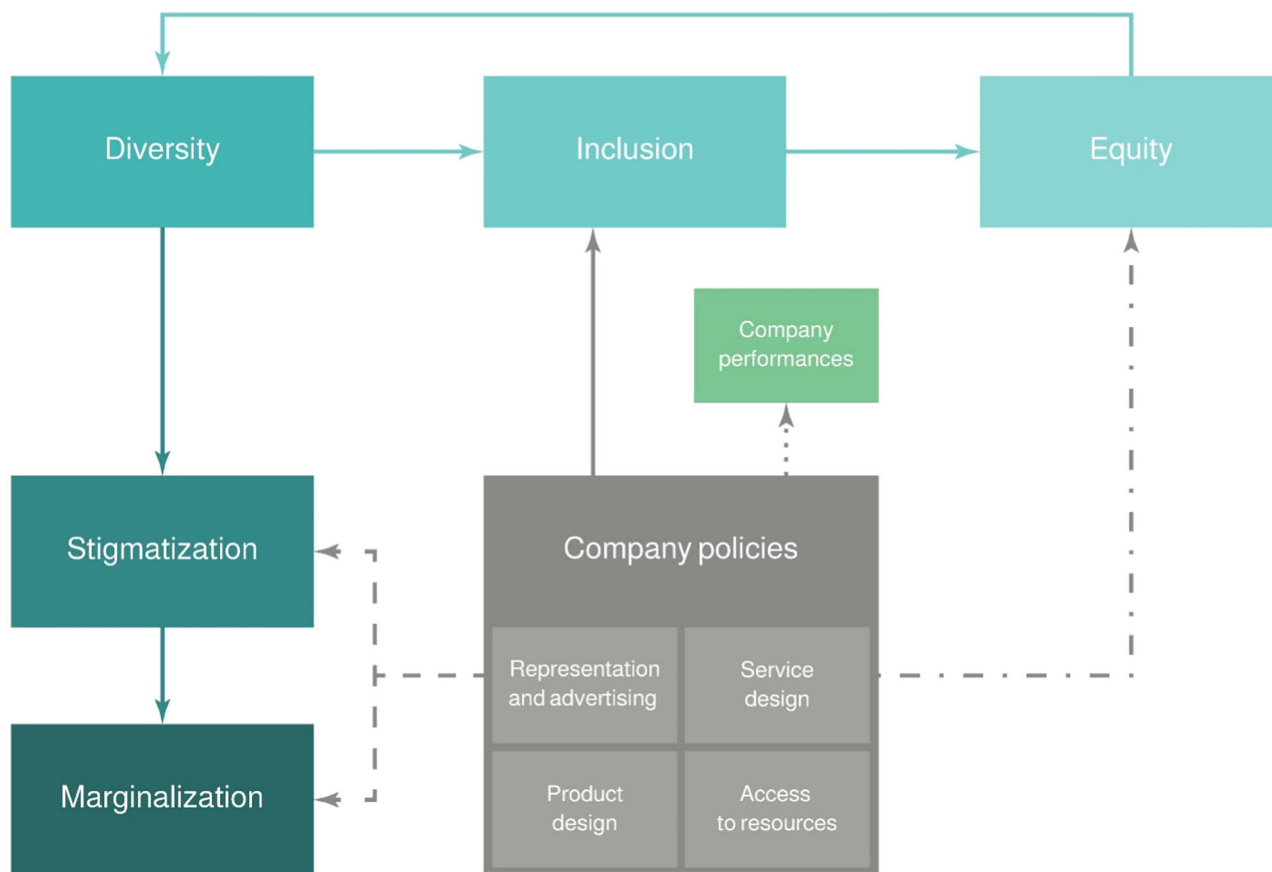 Diversity
Inclusion
Equity
Company
performances
Stigmatization
Company policies
Representation
and advertising
Service
design
Marginalization
Product
design
Access
to resources